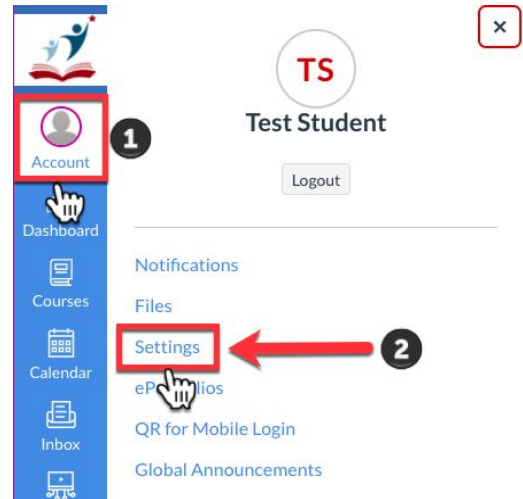 ×
TS
Test Student
1
Account
Logout
Dashboard
Notifications
Courses
Files
Settings
2
Calendar
QR for Mobile Login
Inbox
Global Announcements